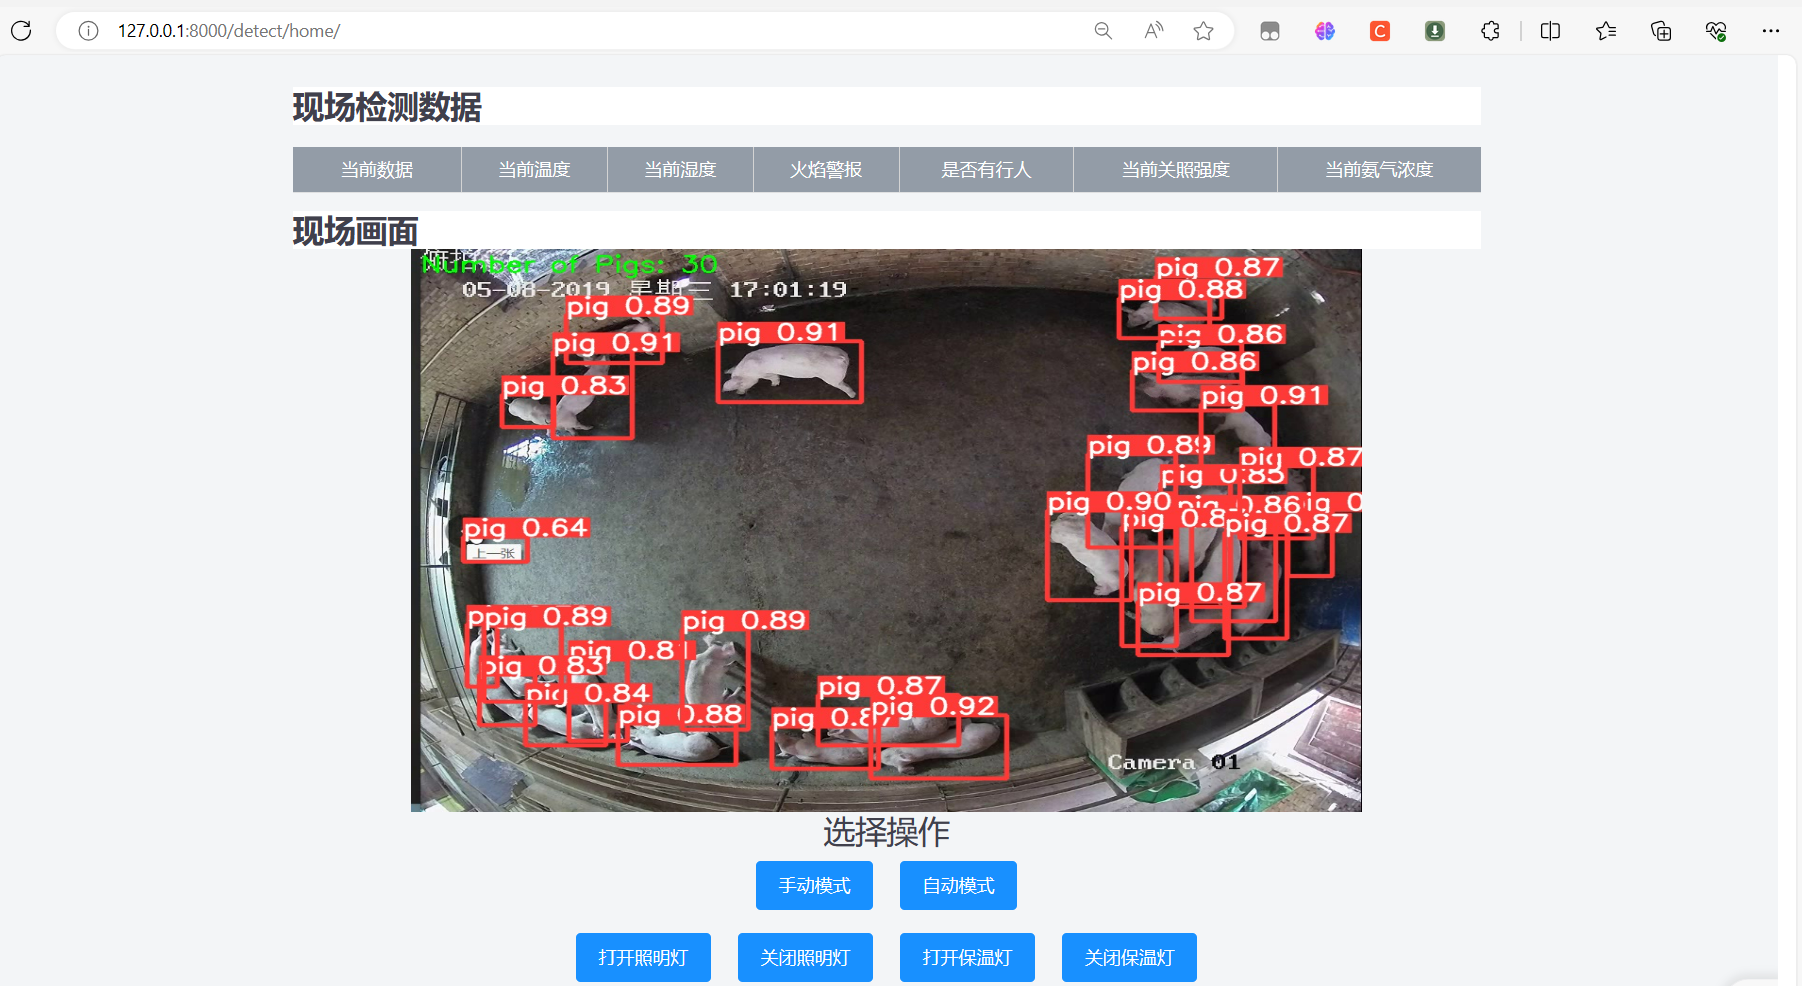 127.0.0.1:8000/detect/home/
现场检测数据
当前数据 当前温度 当前湿度 火焰警报 是否有行人 当前关照强度 当前氨气浓度
现场画面
Number of Pigs: 30
05-08-2019 星期三 17:01:19
pig 0.87
pig 0.88
pig 0.89
pig 0.91
pig 0.91
pig 0.86
pig 0.86
pig 0.83
pig 0.91
pig 0.89
pig 0.87
pig 0.85
pig 0.90
pig 0.86
pig 0.87
pig 0.64
上一张
pig 0.87
pig 0.89
pig 0.89
pig 0.81
pig 0.83
pig 0.84
pig 0.87
pig 0.92
pig 0.88
pig 0.87
Camera 01
选择操作
手动模式 自动模式
打开照明灯 关闭照明灯 打开保温灯 关闭保温灯